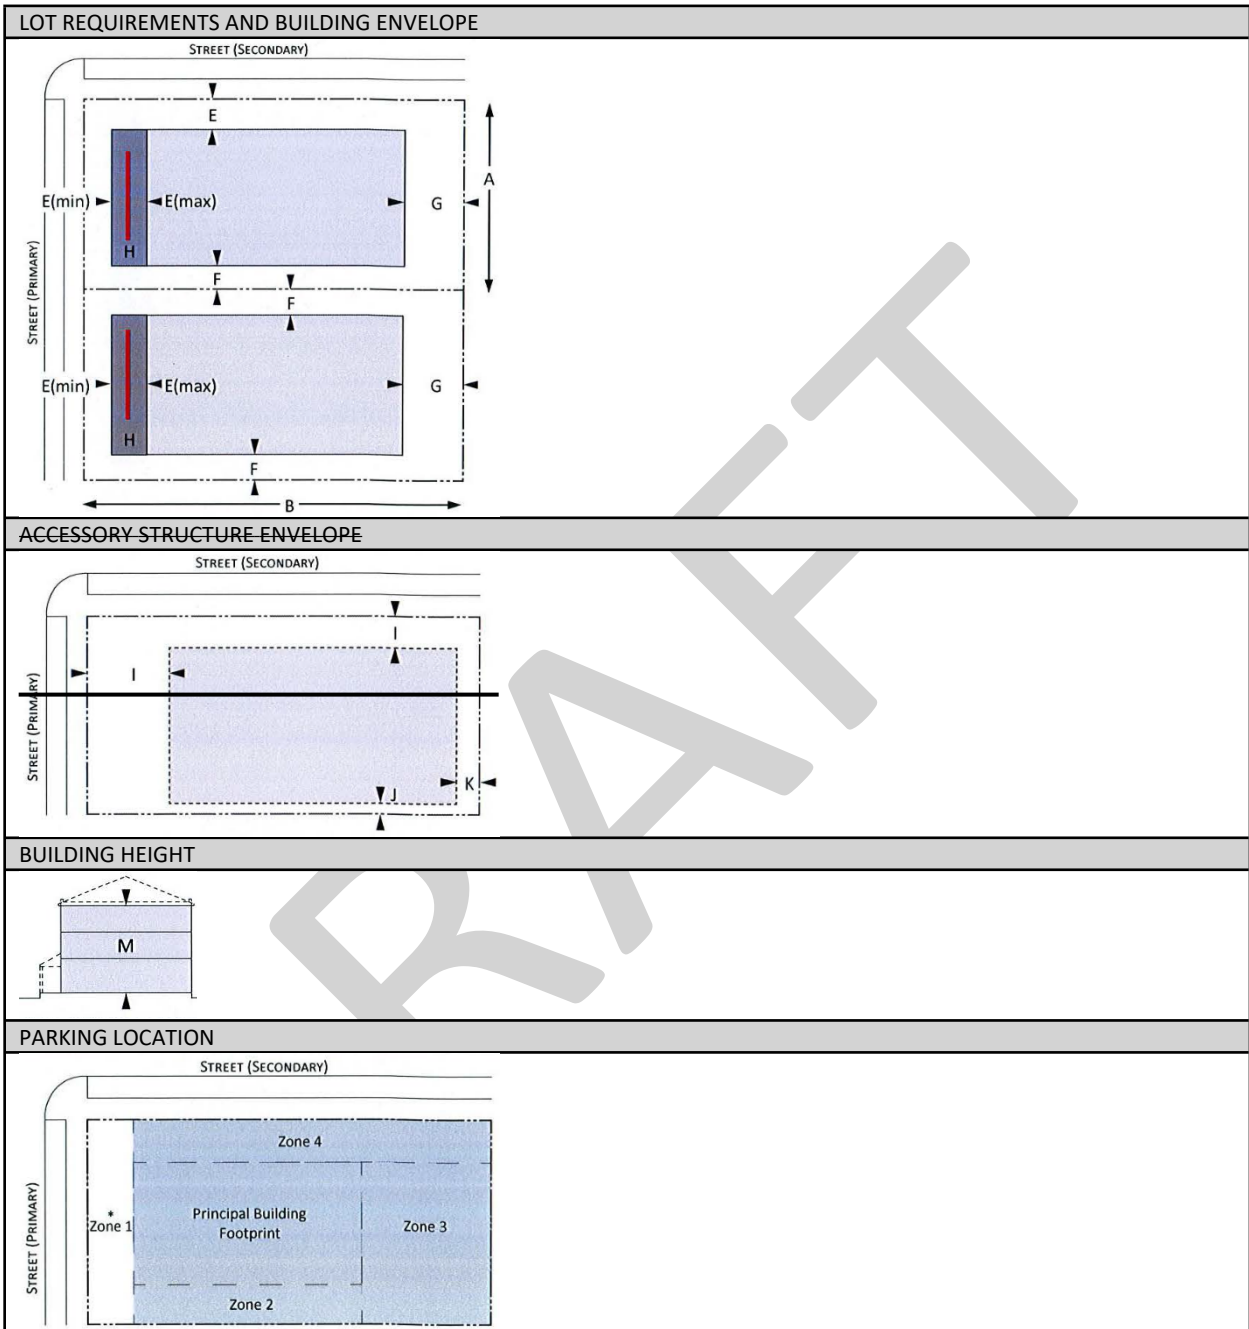 LOT REQUIREMENTS AND BUILDING ENVELOPE
STREET (SECONDARY)
E
A
E(min)
E(max)
G
H
F
STREET (PRIMARY)
F
E(min)
E(max)
G
H
F
B
ACCESSORY STRUCTURE ENVELOPE
STREET (SECONDARY)
I
I
STREET (PRIMARY)
K
J
BUILDING HEIGHT
M
PARKING LOCATION
STREET (SECONDARY)
Zone 4
*
Zone 1
Principal Building
Footprint
Zone 3
STREET (PRIMARY)
Zone 2
DRAFT